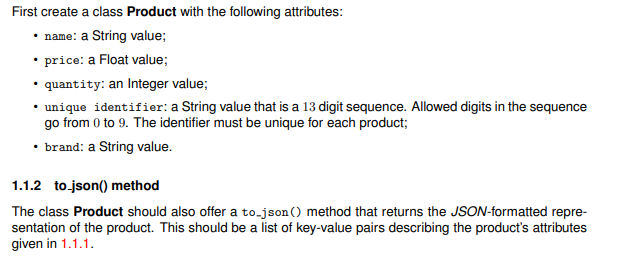 First create a class Product with the following attributes:
• name: a String value;
• price: a Float value;
• quantity: an Integer value;
• unique identifier: a String value that is a 13 digit sequence. Allowed digits in the sequence
go from 0 to 9. The identifier must be unique for each product;
• brand: a String value.
1.1.2 to_json() method
The class Product should also offer a to_json() method that returns the JSON-formatted repre-
sentation of the product. This should be a list of key-value pairs describing the product's attributes
given in 1.1.1.